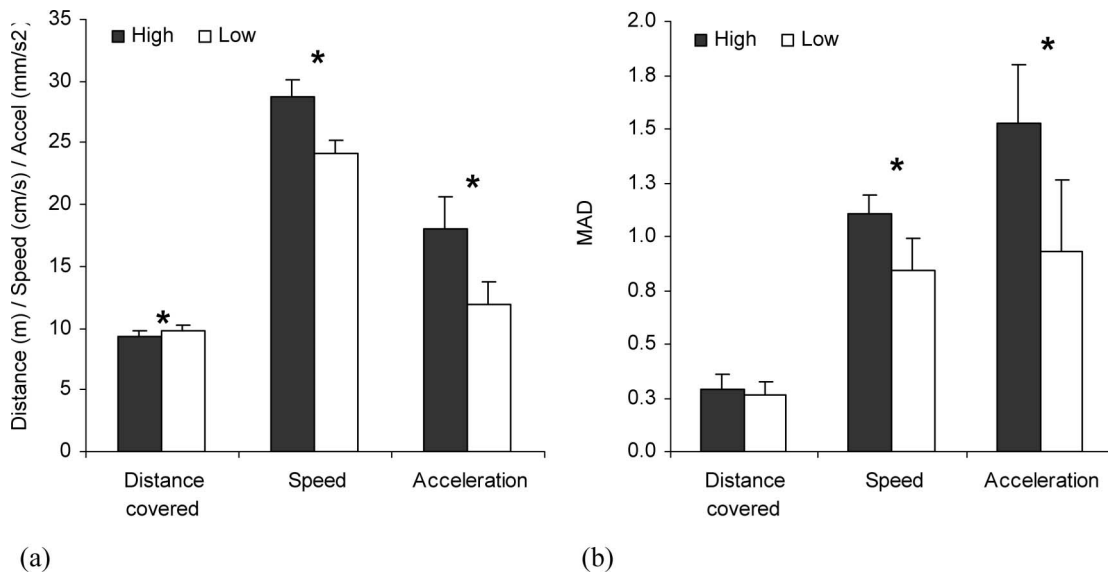 Distance (m) / Speed (cm/s) / Accel (mm/s2)
35
30
25
20
15
10
5
0
High Low
*
*
*
Distance covered
Speed
Acceleration
(a)
MAD
2.0
1.8
1.5
1.3
1.0
0.8
0.5
0.3
0.0
High Low
*
*
Distance covered
Speed
Acceleration
(b)